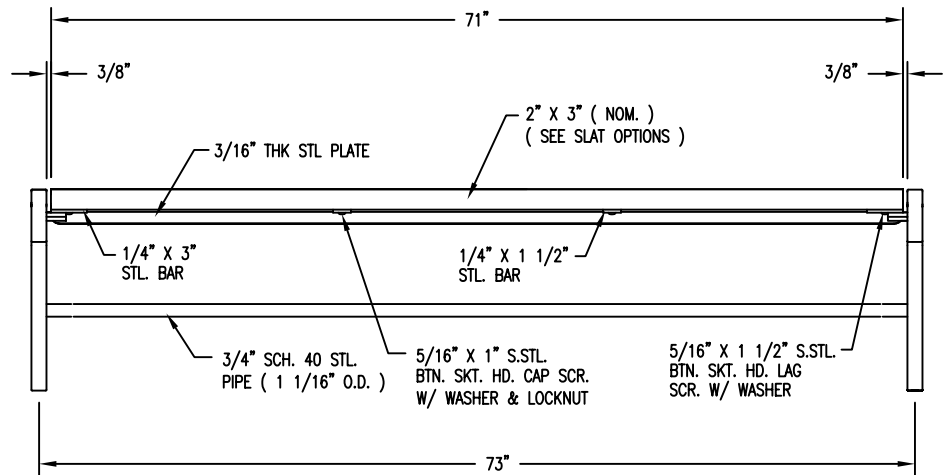 71"
3/8"
3/8"
2" X 3" ( NOM. )
( SEE SLAT OPTIONS )
3/16" THK STL PLATE
1/4" X 3"
STL. BAR
1/4" X 1 1/2"
STL. BAR
3/4" SCH. 40 STL.
PIPE ( 1 1/16" O.D. )
5/16" X 1" S.STL.
BTN. SKT. HD. CAP SCR.
W/ WASHER & LOCKNUT
5/16" X 1 1/2" S.STL.
BTN. SKT. HD. LAG
SCR. W/ WASHER
73"